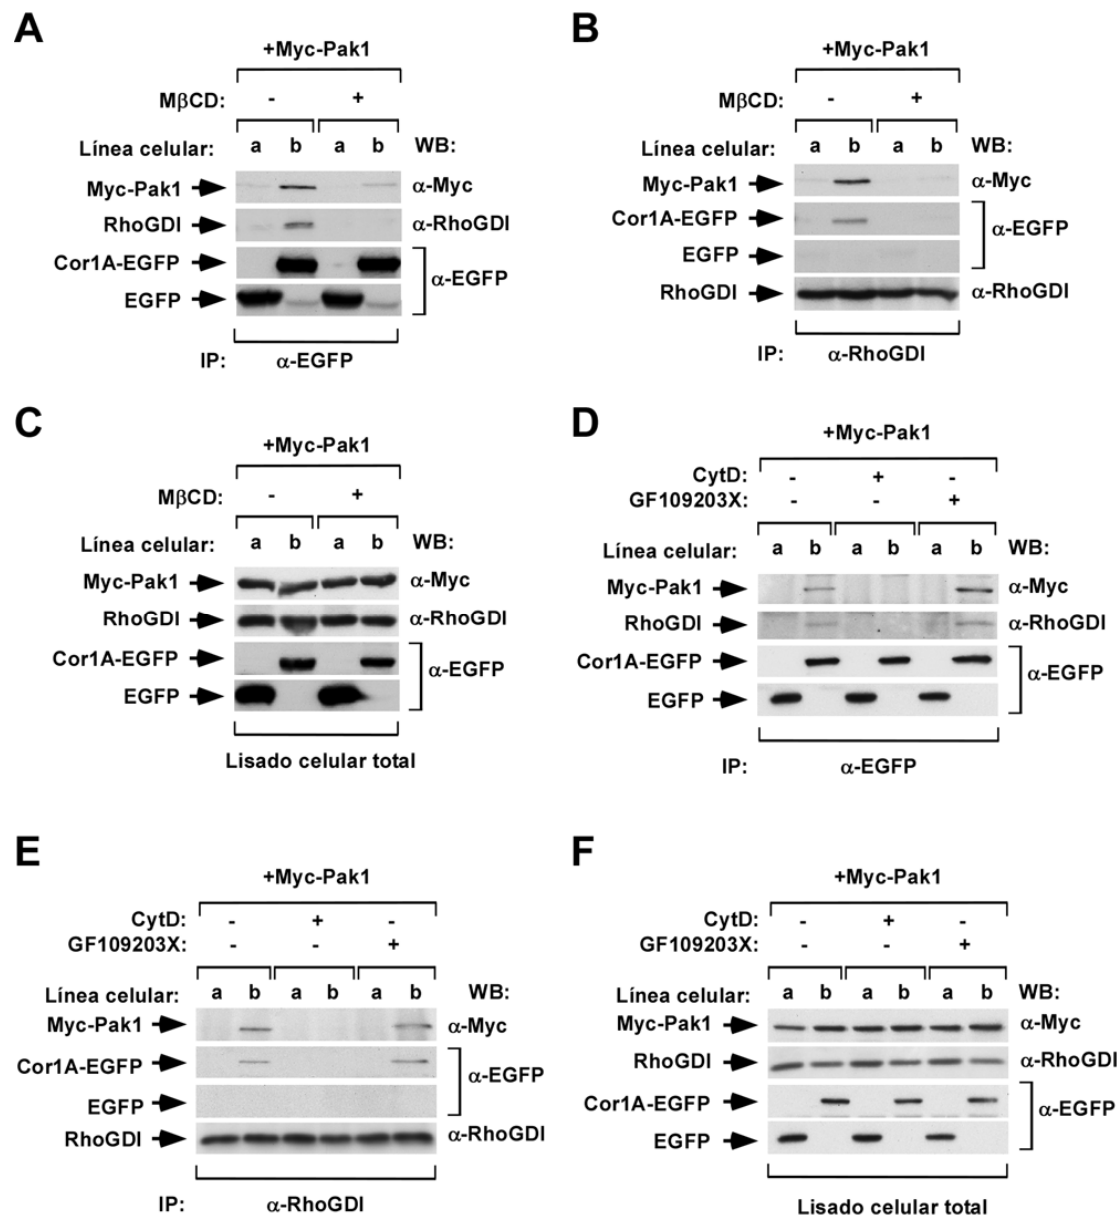 A
+Myc-Pak1
MβCD: - +
Línea celular: a b a b WB:
Myc-Pak1 α-Myc
RhoGDI α-RhoGDI
Cor1A-EGFP
α-EGFP
EGFP
IP: α-EGFP
B
+Myc-Pak1
MβCD: - +
Línea celular: a b a b WB:
Myc-Pak1 α-Myc
Cor1A-EGFP
α-EGFP
EGFP
RhoGDI α-RhoGDI
IP: α-RhoGDI
C
+Myc-Pak1
MβCD: - +
Línea celular: a b a b WB:
Myc-Pak1 α-Myc
RhoGDI α-RhoGDI
Cor1A-EGFP
α-EGFP
EGFP
Lisado celular total
D
+Myc-Pak1
CytD: - + -
GF109203X: - - +
Línea celular: a b a b a b WB:
Myc-Pak1 α-Myc
RhoGDI α-RhoGDI
Cor1A-EGFP
α-EGFP
EGFP
IP: α-EGFP
E
+Myc-Pak1
CytD: - + -
GF109203X: - - +
Línea celular: a b a b a b WB:
Myc-Pak1 α-Myc
Cor1A-EGFP
α-EGFP
EGFP
RhoGDI α-RhoGDI
IP: α-RhoGDI
F
+Myc-Pak1
CytD: - + -
GF109203X: - - +
Línea celular: a b a b a b WB:
Myc-Pak1 α-Myc
RhoGDI α-RhoGDI
Cor1A-EGFP
α-EGFP
EGFP
Lisado celular total